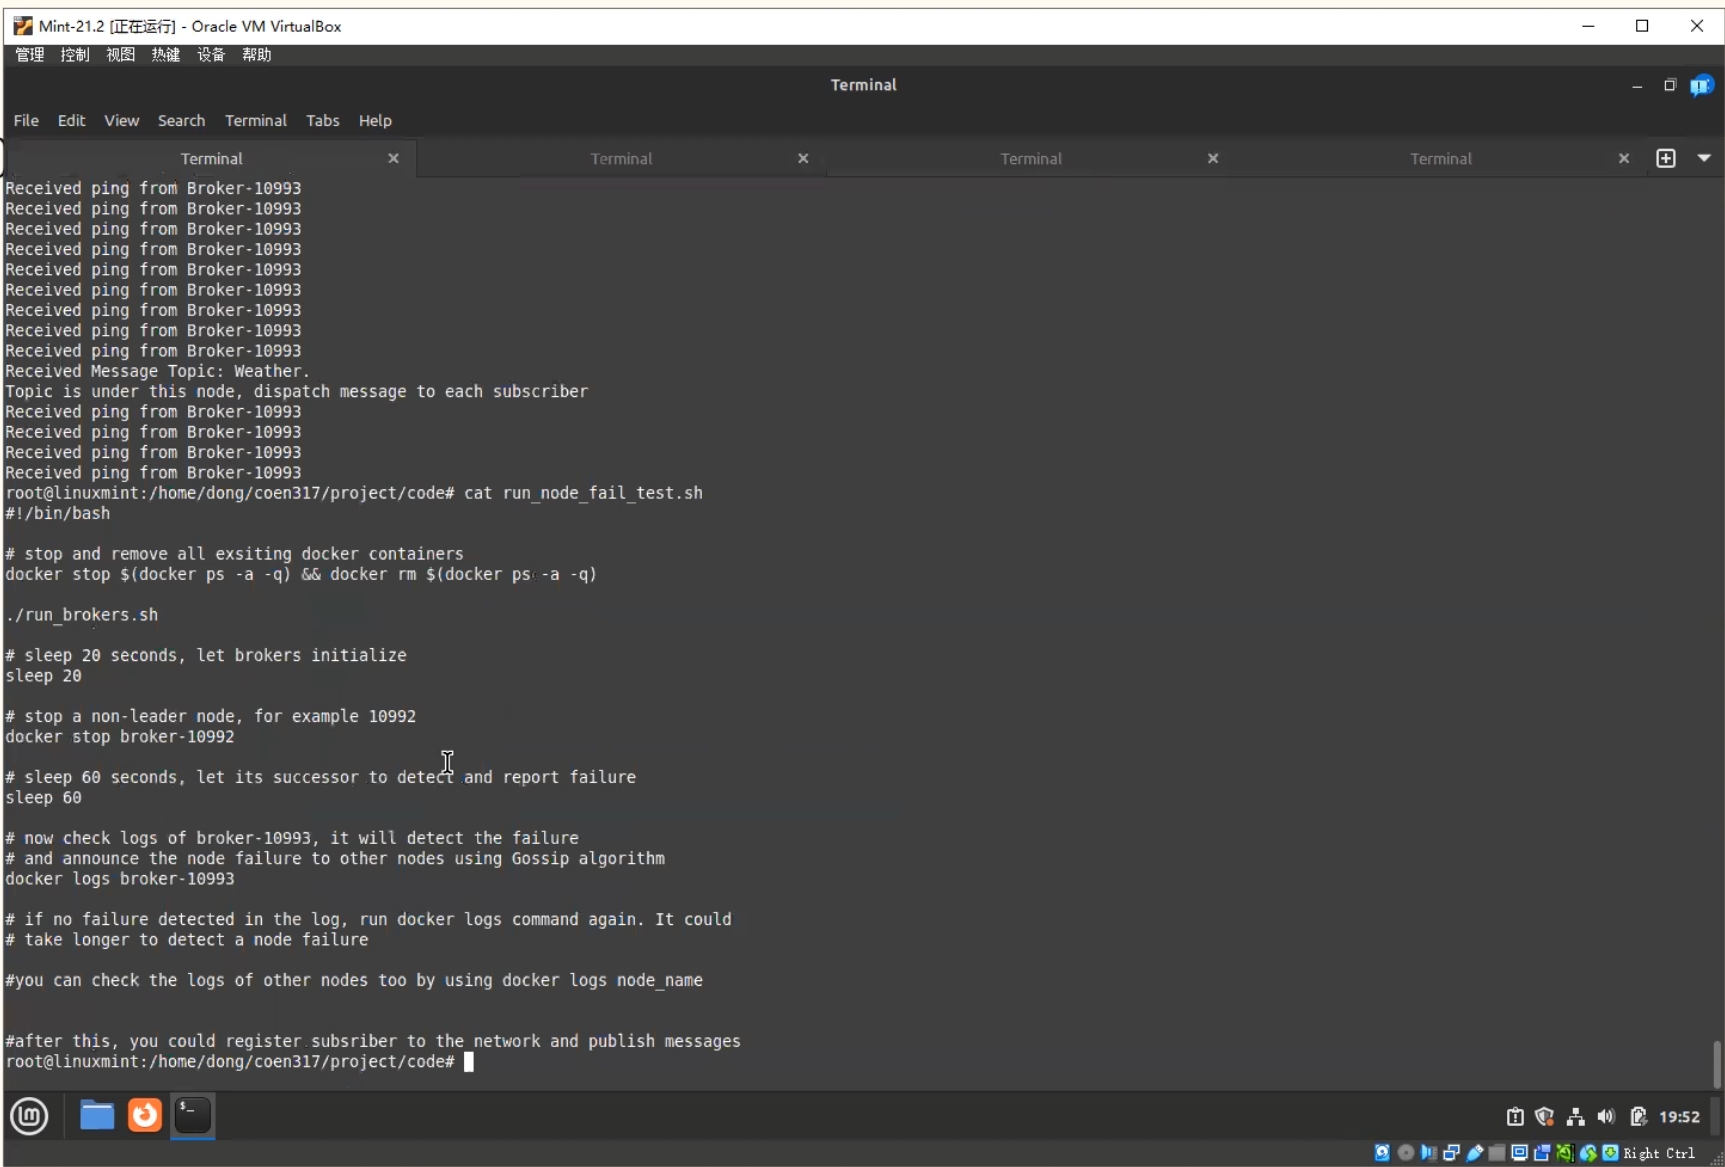 Mint-21.2 [正在运行] - Oracle VM VirtualBox
管理 控制 视图 热键 设备 帮助
Terminal
File Edit View Search Terminal Tabs Help
Terminal Terminal Terminal Terminal
Received ping from Broker-10993
Received ping from Broker-10993
Received ping from Broker-10993
Received ping from Broker-10993
Received ping from Broker-10993
Received ping from Broker-10993
Received ping from Broker-10993
Received ping from Broker-10993
Received ping from Broker-10993
Received Message Topic: Weather.
Topic is under this node, dispatch message to each subscriber
Received ping from Broker-10993
Received ping from Broker-10993
Received ping from Broker-10993
Received ping from Broker-10993
root@linuxmint:/home/dong/coen317/project/code# cat run_node_fail_test.sh
#!/bin/bash
# stop and remove all exsiting docker containers
docker stop $(docker ps -a -q) && docker rm $(docker ps -a -q)
./run_brokers.sh
# sleep 20 seconds, let brokers initialize
sleep 20
# stop a non-leader node, for example 10992
docker stop broker-10992
# sleep 60 seconds, let its successor to detect and report failure
sleep 60
# now check logs of broker-10993, it will detect the failure
# and announce the node failure to other nodes using Gossip algorithm
docker logs broker-10993
# if no failure detected in the log, run docker logs command again. It could
# take longer to detect a node failure
#you can check the logs of other nodes too by using docker logs node_name
#after this, you could register subsriber to the network and publish messages
root@linuxmint:/home/dong/coen317/project/code#
19:52
Right Ctrl